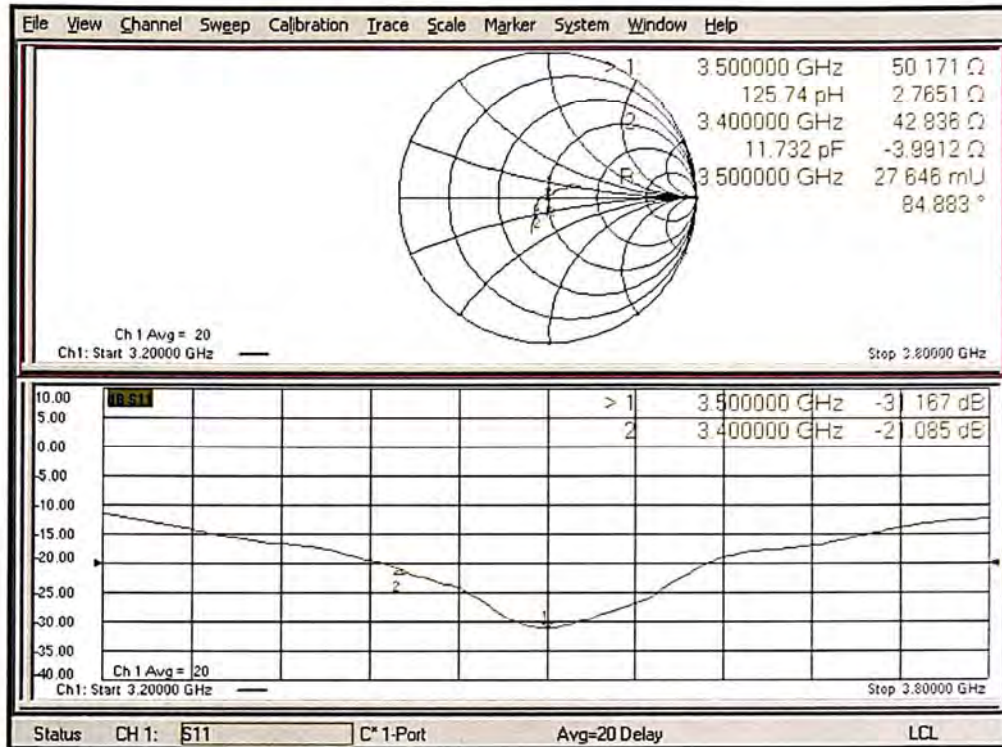 File View Channel Sweep Calibration Trace Scale Marker System Window Help
> 1 3.500000 GHz 50.171 Ω
125.74 pH 2.7651 Ω
2 3.400000 GHz 42.836 Ω
11.732 pF -3.9912 Ω
R 3.500000 GHz 27.646 mU
84.883 °
2
Ch 1 Avg = 20
Ch1: Start 3.20000 GHz Stop 3.80000 GHz
10.00 dB S11 > 1 3.500000 GHz -31.167 dB
5.00 2 3.400000 GHz -21.085 dB
0.00
-5.00
-10.00
-15.00
-20.00
-25.00 2
-30.00 1
-35.00
-40.00 Ch 1 Avg = 20
Ch1: Start 3.20000 GHz Stop 3.80000 GHz
Status CH 1: S11 C* 1-Port Avg=20 Delay LCL